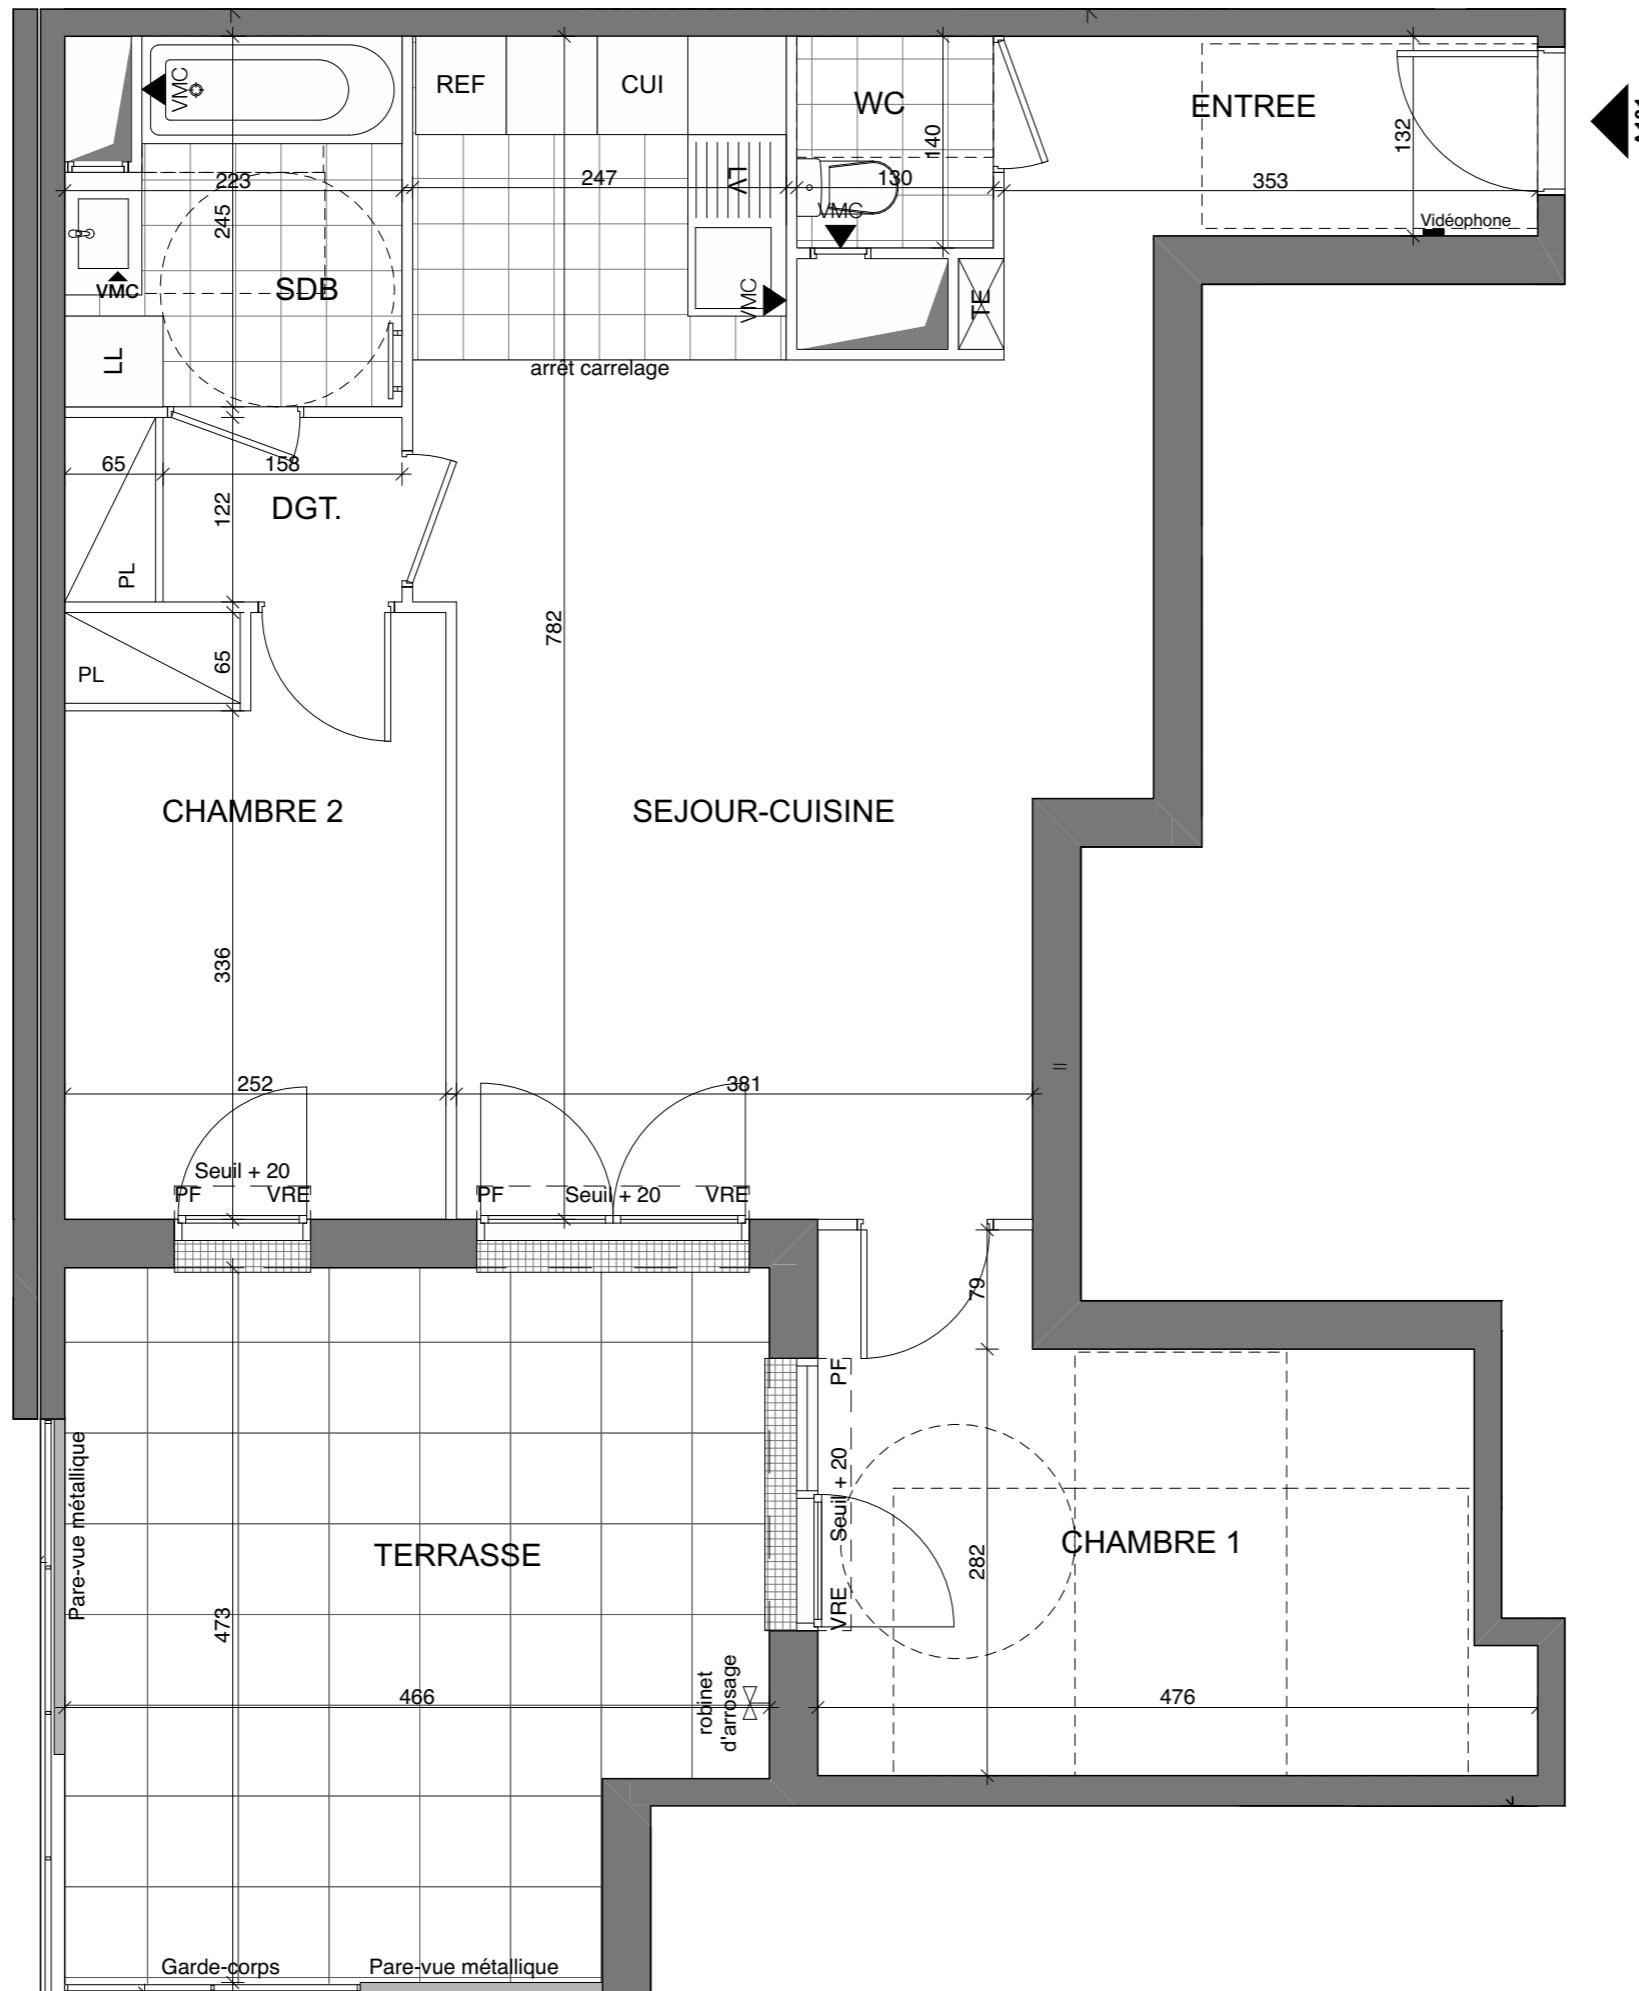 VMC
REF
CUI
WC
ENTREE
140
132
223
247
LV
130
353
245
VMC
Vidéophone
SDB
VMC
VMC
TE
LL
arrêt carrelage
65
158
DGT.
122
PL
782
PL
65
CHAMBRE 2
SEJOUR-CUISINE
336
252
381
Seuil + 20
PF
VRE
PF
Seuil + 20
VRE
79
PF
Pare-vue métallique
Seuil + 20
TERRASSE
CHAMBRE 1
282
VRE
473
466
robinet
d'arrosage
476
Garde-corps
Pare-vue métallique